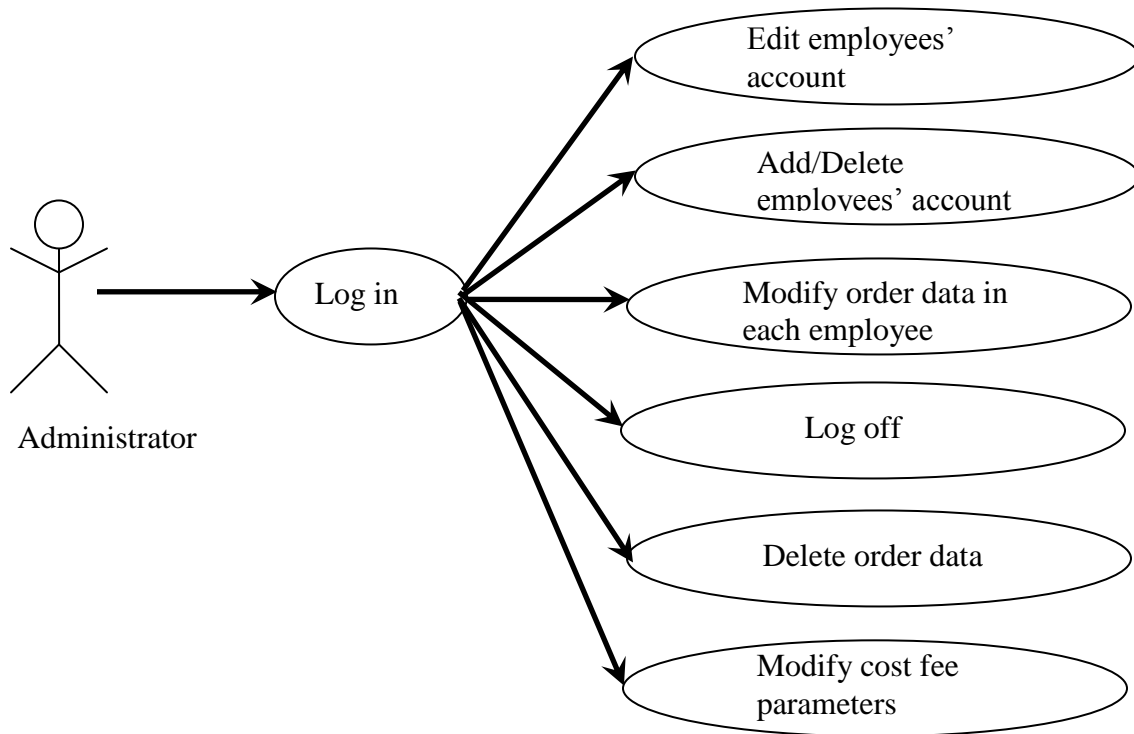 Edit employees’
account
Add/Delete
employees’ account
Log in
Modify order data in
each employee
Administrator
Log off
Delete order data
Modify cost fee
parameters